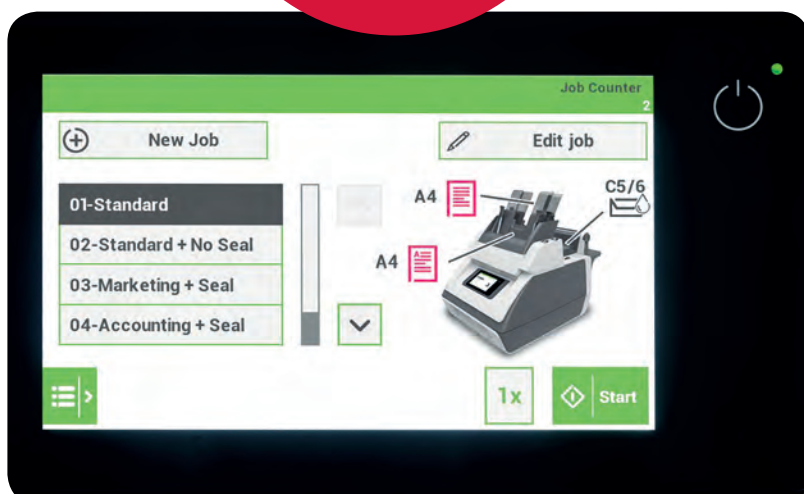 Job Counter
2
New Job
Edit job
01-Standard
02-Standard + No Seal
03-Marketing + Seal
04-Accounting + Seal
A4
C5/6
A4
1x
Start